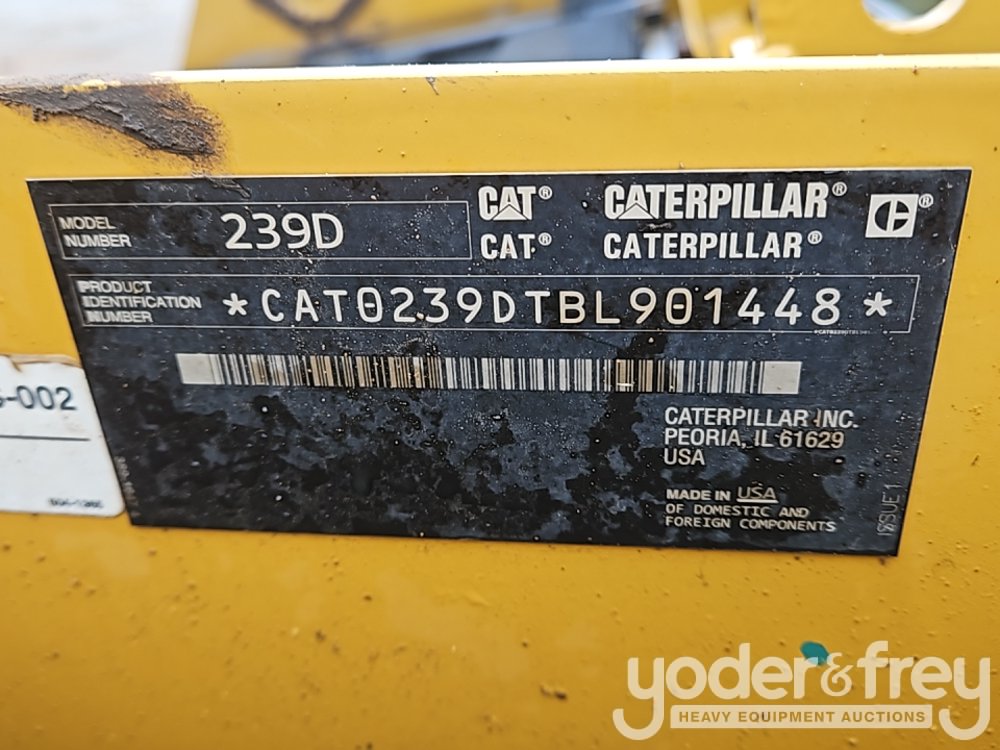 MODEL
NUMBER
239D
CAT®
CAT®
CATERPILLAR®
CATERPILLAR®
®
PRODUCT
IDENTIFICATION
NUMBER
*CAT0239DTBL901448*
CATERPILLAR INC.
PEORIA, IL 61629
USA
MADE IN USA
OF DOMESTIC AND
FOREIGN COMPONENTS
ISSUE 1
-002
yoder&frey
HEAVY EQUIPMENT AUCTIONS